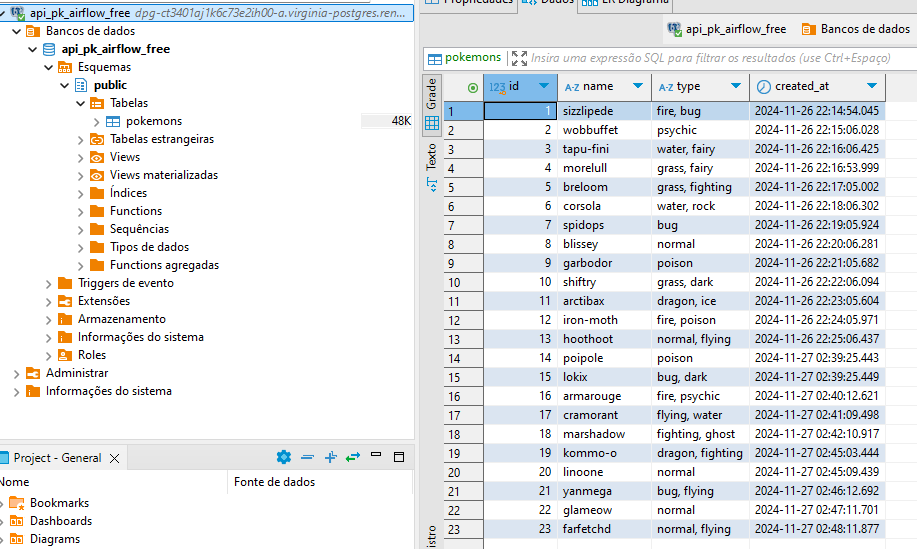 api_pk_airflow_free dpg-ct3401aj1k6c73e2ih00-a.virginia-postgres.ren...
Bancos de dados
api_pk_airflow_free
Esquemas
public
Tabelas
pokemons 48K
Tabelas estrangeiras
Views
Views materializadas
Índices
Functions
Sequências
Tipos de dados
Functions agregadas
Triggers de evento
Extensões
Armazenamento
Informações do sistema
Roles
Administrar
Informações do sistema
Project - General
Nome Fonte de dados
Bookmarks
Dashboards
Diagrams
Propriedades Dados ER Diagrama
api_pk_airflow_free Bancos de dados
pokemons Insira uma expressão SQL para filtrar os resultados (use Ctrl+Espaço)
Grade
Texto
123 id A-Z name A-Z type created_at
1 1 sizzlipede fire, bug 2024-11-26 22:14:54.045
2 2 wobbuffet psychic 2024-11-26 22:15:06.028
3 3 tapu-fini water, fairy 2024-11-26 22:16:06.425
4 4 morelull grass, fairy 2024-11-26 22:16:53.999
5 5 breloom grass, fighting 2024-11-26 22:17:05.002
6 6 corsola water, rock 2024-11-26 22:18:06.302
7 7 spidops bug 2024-11-26 22:19:05.924
8 8 blissey normal 2024-11-26 22:20:06.281
9 9 garbodor poison 2024-11-26 22:21:05.682
10 10 shiftry grass, dark 2024-11-26 22:22:06.094
11 11 arctibax dragon, ice 2024-11-26 22:23:05.604
12 12 iron-moth fire, poison 2024-11-26 22:24:05.971
13 13 hoothoot normal, flying 2024-11-26 22:25:06.437
14 14 poipole poison 2024-11-27 02:39:25.443
15 15 lokix bug, dark 2024-11-27 02:39:25.449
16 16 armarouge fire, psychic 2024-11-27 02:40:12.621
17 17 cramorant flying, water 2024-11-27 02:41:09.498
18 18 marshadow fighting, ghost 2024-11-27 02:42:10.917
19 19 kommo-o dragon, fighting 2024-11-27 02:45:03.444
20 20 linoone normal 2024-11-27 02:45:09.439
21 21 yanmega bug, flying 2024-11-27 02:46:12.692
22 22 glameow normal 2024-11-27 02:47:11.701
23 23 farfetchd normal, flying 2024-11-27 02:48:11.877
istro